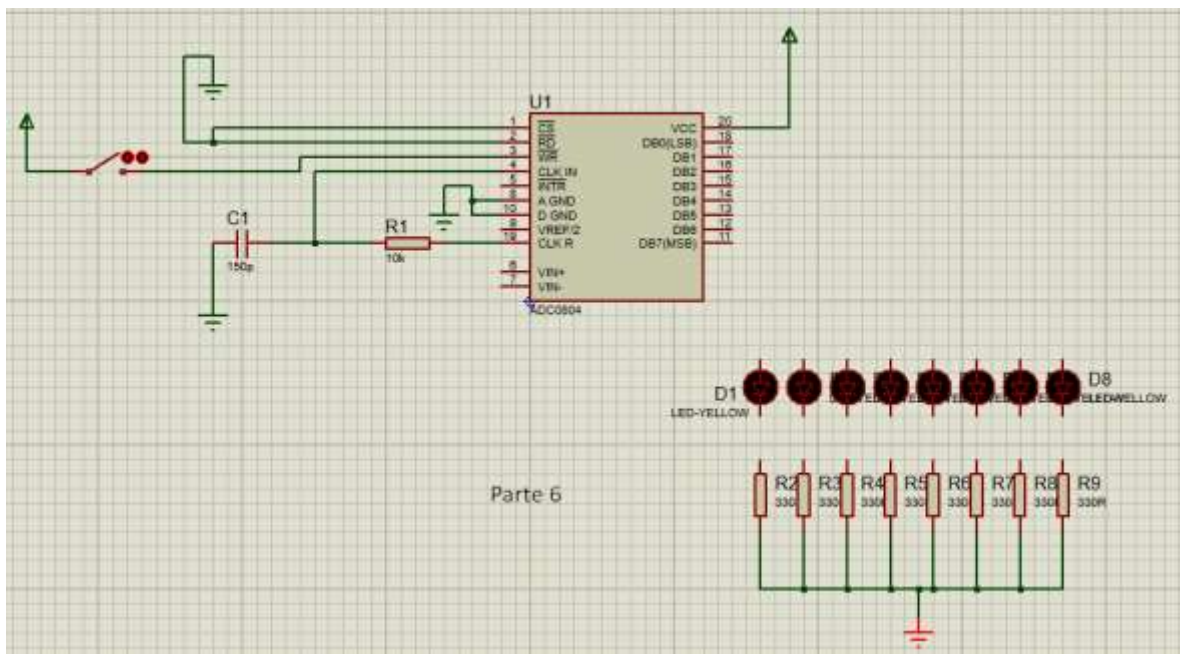 U1
1 CS VCC 20
2 RD DB0(LSB) 18
3 WR DB1 17
4 CLK IN DB2 16
5 INTR DB3 15
8 A GND DB4 14
10 D GND DB5 13
9 VREF/2 DB6 12
19 CLK R DB7(MSB) 11
6 VIN+
7 VIN-
ADC0804
C1
150p
R1
10k
D1
LED-YELLOW
D8
Parte 6
R2 R3 R4 R5 R6 R7 R8 R9
330R